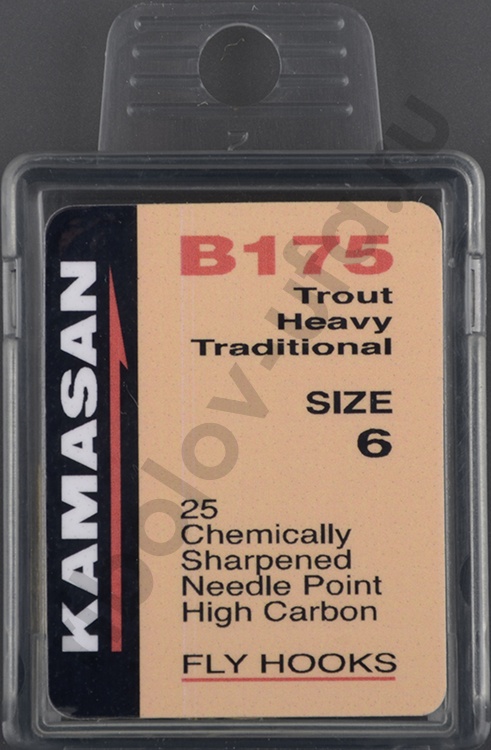 KAMASAN
B175
Trout
Heavy
Traditional
SIZE
6
25
Chemically
Sharpened
Needle Point
High Carbon
FLY HOOKS